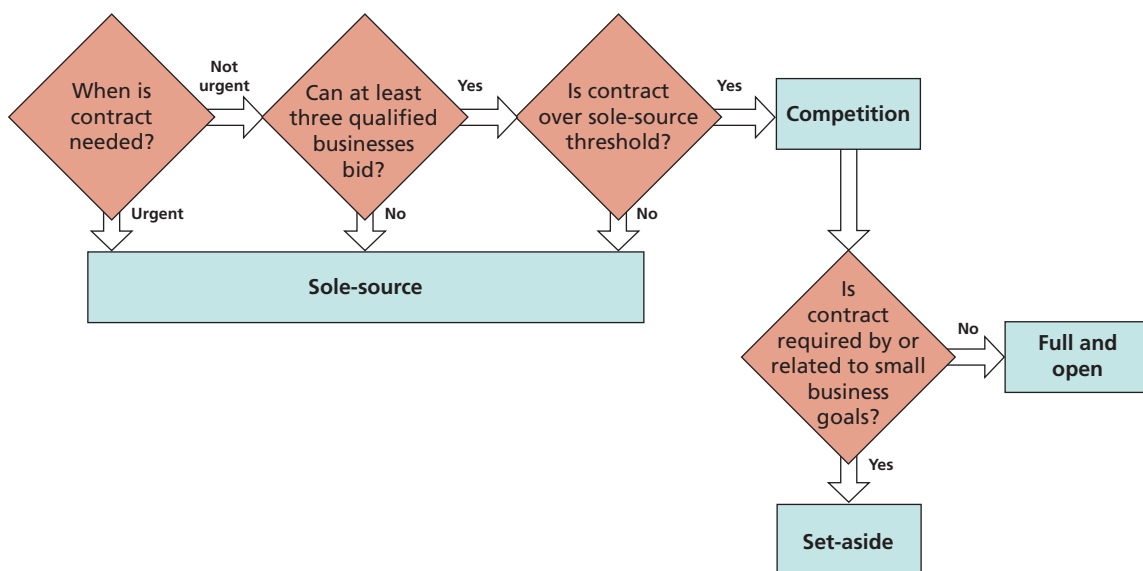 When is
contract
needed?
Not
urgent
Can at least
three qualified
businesses
bid?
Yes
Is contract
over sole-source
threshold?
Yes
Competition
Urgent
No
No
Sole-source
Is
contract
required by or
related to small
business
goals?
No
Full and
open
Yes
Set-aside